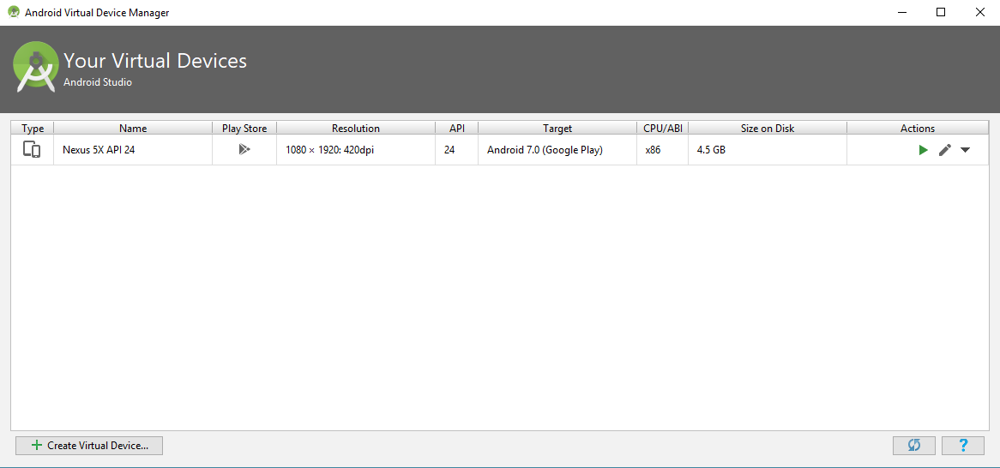 Android Virtual Device Manager
Your Virtual Devices
Android Studio
Type Name Play Store Resolution API Target CPU/ABI Size on Disk Actions
Nexus 5X API 24 1080 × 1920: 420dpi 24 Android 7.0 (Google Play) x86 4.5 GB
Create Virtual Device... ?